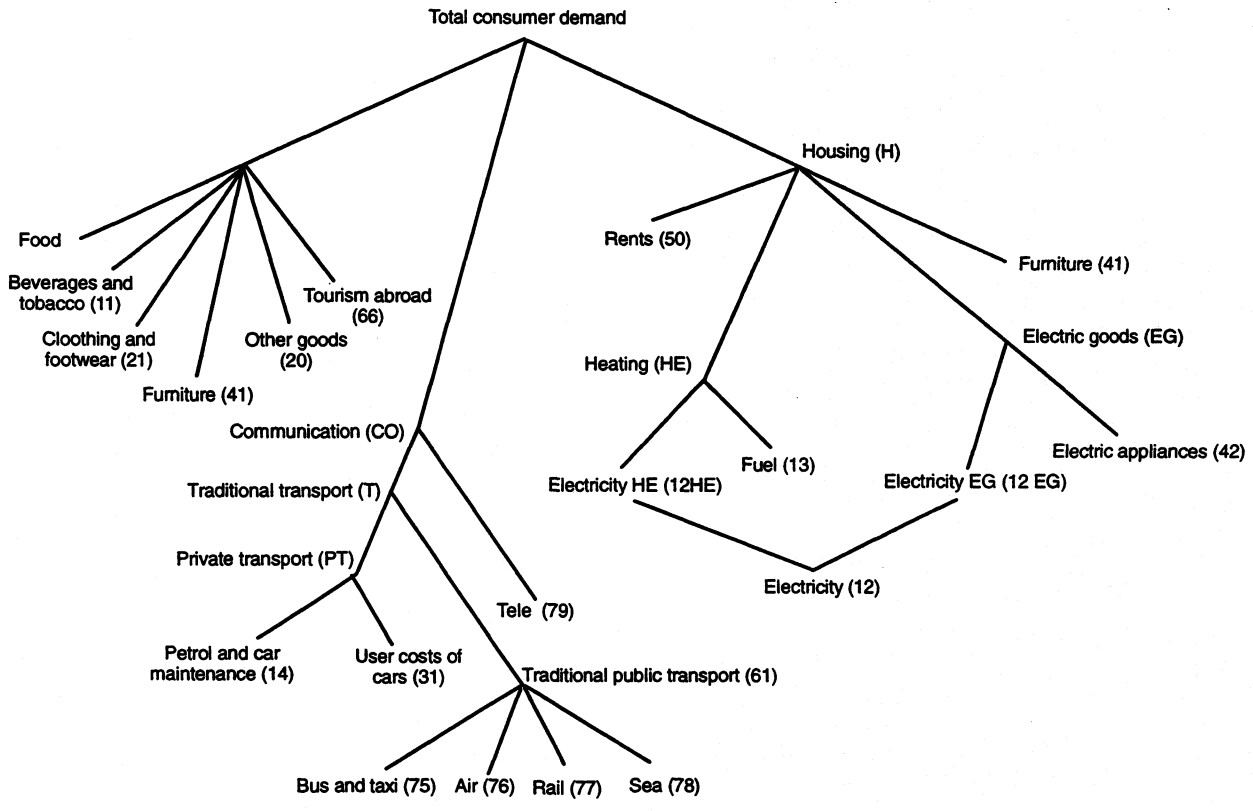 Total consumer demand
Housing (H)
Food
Beverages and
tobacco (11)
Cloothing and
footwear (21)
Furniture (41)
Other goods
(20)
Tourism abroad
(66)
Rents (50)
Furniture (41)
Heating (HE)
Electric goods (EG)
Communication (CO)
Fuel (13)
Electric appliances (42)
Electricity HE (12HE)
Electricity EG (12 EG)
Traditional transport (T)
Private transport (PT)
Electricity (12)
Tele (79)
Petrol and car
maintenance (14)
User costs of
cars (31)
Traditional public transport (61)
Bus and taxi (75)
Air (76)
Rail (77)
Sea (78)